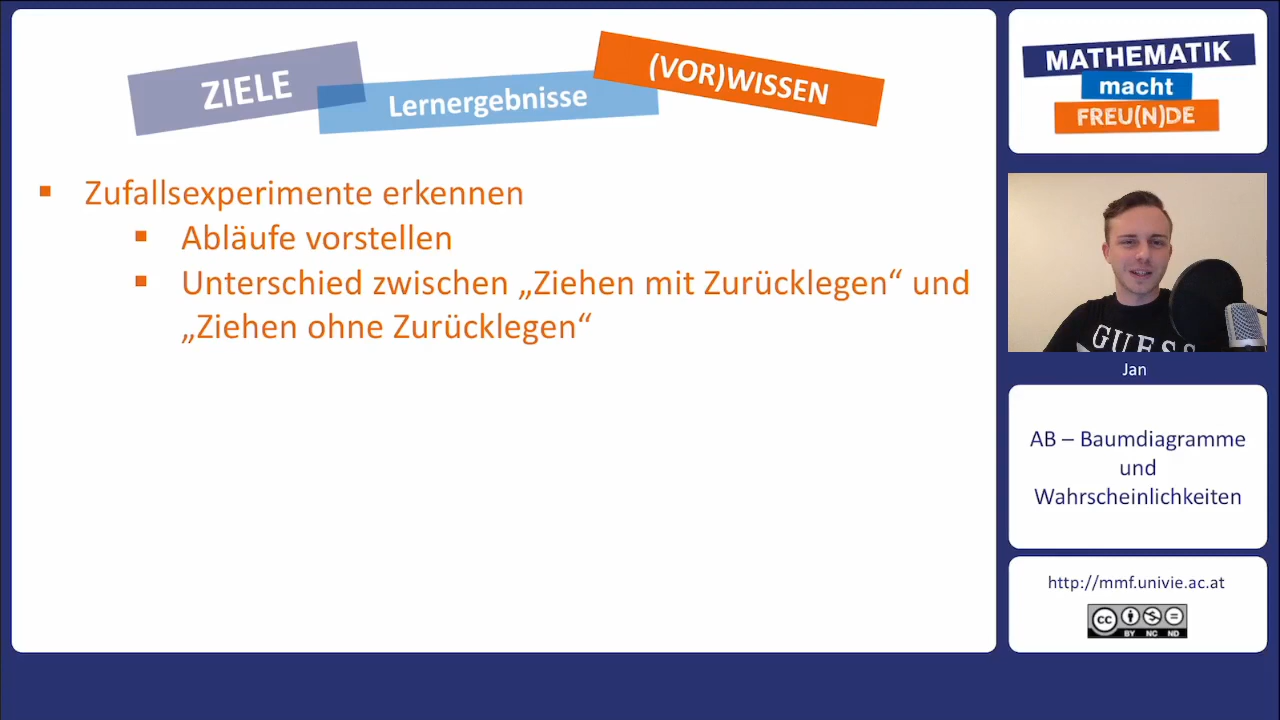 ZIELE
Lernergebnisse
(VOR)WISSEN
▪ Zufallsexperimente erkennen
▪ Abläufe vorstellen
▪ Unterschied zwischen „Ziehen mit Zurücklegen“ und
„Ziehen ohne Zurücklegen“
MATHEMATIK
macht
FREU(N)DE
GUESS
Jan
AB – Baumdiagramme
und
Wahrscheinlichkeiten
http://mmf.univie.ac.at
cc
BY NC ND